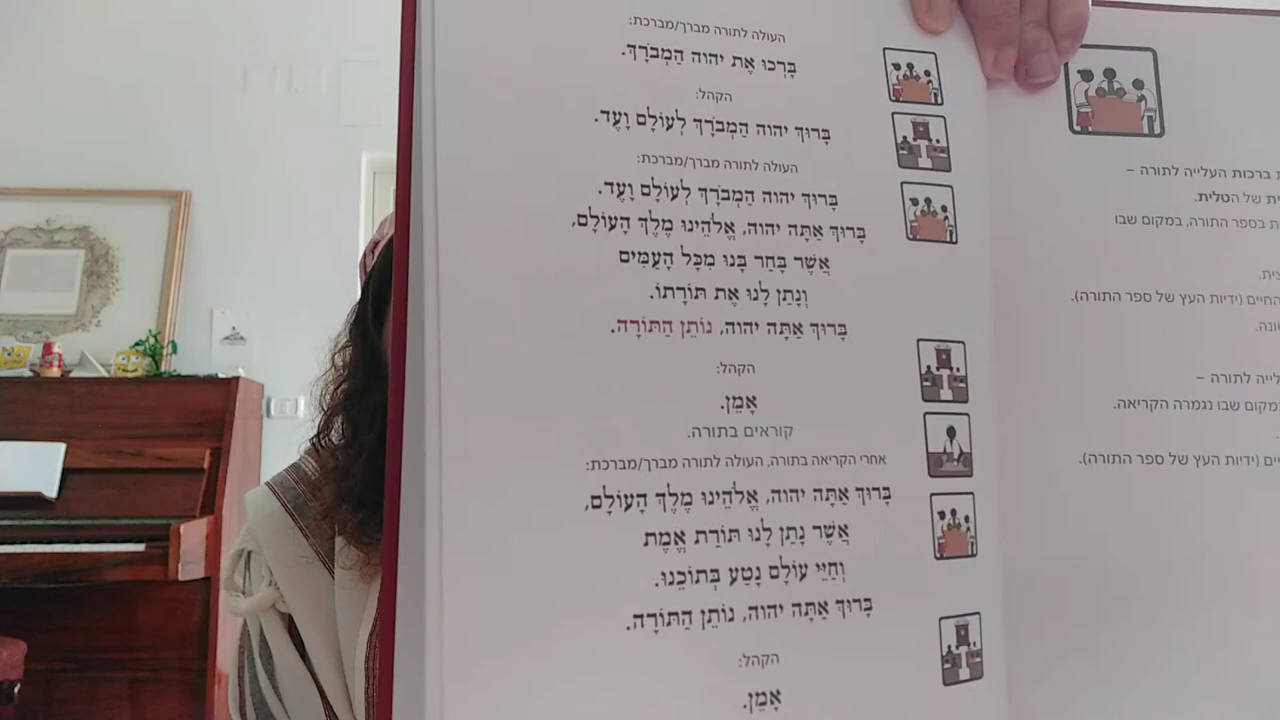 העולה לתורה מברך/מברכת:
בָּרְכוּ אֶת יהוה הַמְבֹרָךְ.
הקהל:
בָּרוּךְ יהוה הַמְבֹרָךְ לְעוֹלָם וָעֶד.
העולה לתורה מברך/מברכת:
בָּרוּךְ יהוה הַמְבֹרָךְ לְעוֹלָם וָעֶד.
בָּרוּךְ אַתָּה יהוה, אֱלֹהֵינוּ מֶלֶךְ הָעוֹלָם,
אֲשֶׁר בָּחַר בָּנוּ מִכָּל הָעַמִּים
וְנָתַן לָנוּ אֶת תּוֹרָתוֹ.
בָּרוּךְ אַתָּה יהוה, נוֹתֵן הַתּוֹרָה.
הקהל:
אָמֵן.
קוראים בתורה.
אחרי הקריאה בתורה, העולה לתורה מברך/מברכת:
בָּרוּךְ אַתָּה יהוה, אֱלֹהֵינוּ מֶלֶךְ הָעוֹלָם,
אֲשֶׁר נָתַן לָנוּ תּוֹרַת אֱמֶת
וְחַיֵּי עוֹלָם נָטַע בְּתוֹכֵנוּ.
בָּרוּךְ אַתָּה יהוה, נוֹתֵן הַתּוֹרָה.
הקהל:
אָמֵן.
ברכות העלייה לתורה –
של הטלית.
בספר התורה, במקום שבו
החיים (ידיות העץ של ספר התורה).
לתורה –
במקום שבו נגמרה הקריאה.
(ידיות העץ של ספר התורה).